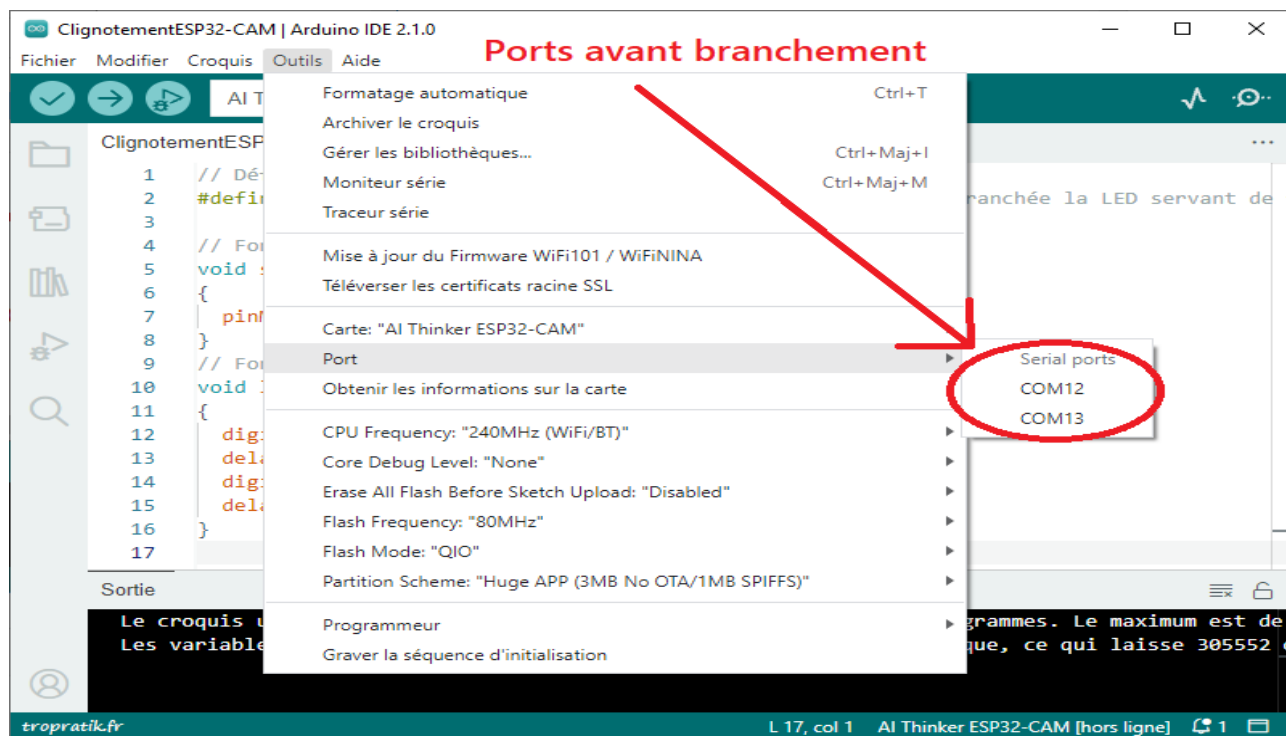 ClignotementESP32-CAM | Arduino IDE 2.1.0
Ports avant branchement
Fichier Modifier Croquis Outils Aide
AI T
Formatage automatique Ctrl+T
Archiver le croquis
Gérer les bibliothèques... Ctrl+Maj+I
Moniteur série Ctrl+Maj+M
Traceur série
Mise à jour du Firmware WiFi101 / WiFiNINA
Téléverser les certificats racine SSL
Carte: "AI Thinker ESP32-CAM"
Port
Obtenir les informations sur la carte
CPU Frequency: "240MHz (WiFi/BT)"
Core Debug Level: "None"
Erase All Flash Before Sketch Upload: "Disabled"
Flash Frequency: "80MHz"
Flash Mode: "QIO"
Partition Scheme: "Huge APP (3MB No OTA/1MB SPIFFS)"
Programmeur
Graver la séquence d'initialisation
Serial ports
COM12
COM13
ClignotementESP
...
1 // Dé
2 #defi ranchée la LED servant de
3
4 // Fo
5 void
6 {
7 pin
8 }
9 // Fo
10 void
11 {
12 dig
13 del
14 dig
15 del
16 }
17
Sortie
Le croquis u grammes. Le maximum est de
Les variable que, ce qui laisse 305552
tropratik.fr L 17, col 1 AI Thinker ESP32-CAM [hors ligne] 1